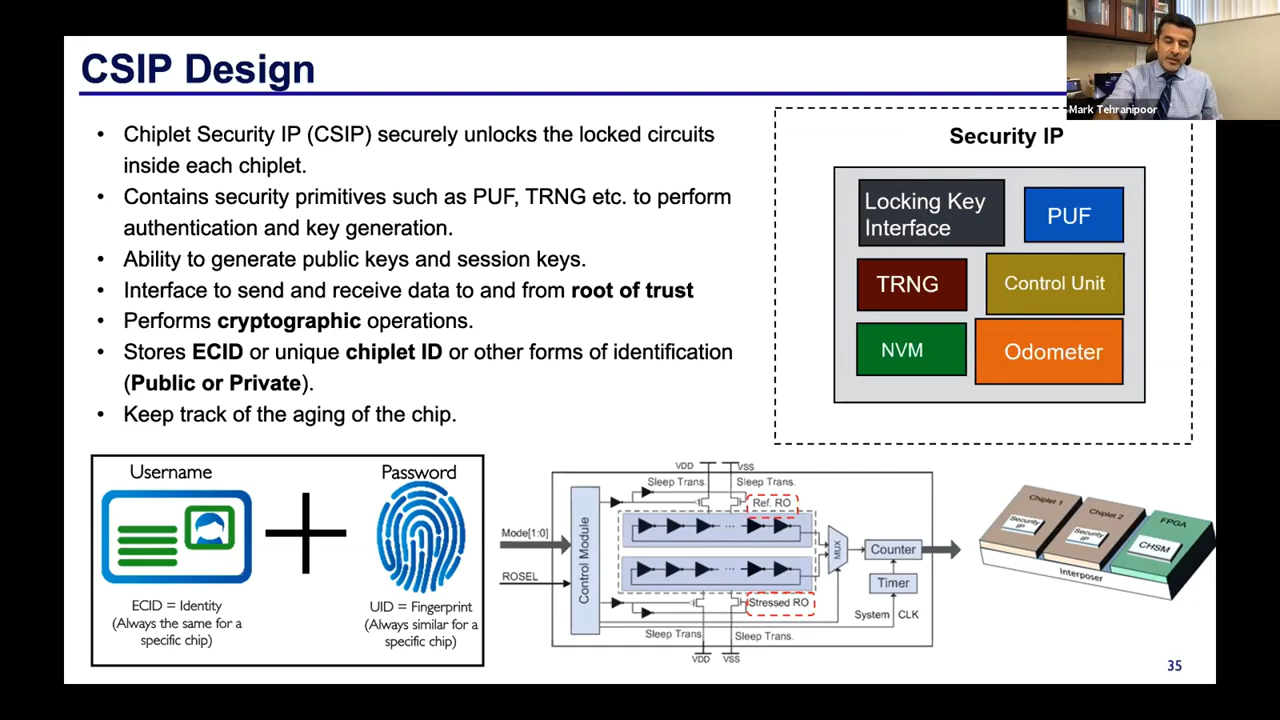 CSIP Design
Mark Tehranipoor
• Chiplet Security IP (CSIP) securely unlocks the locked circuits
inside each chiplet.
• Contains security primitives such as PUF, TRNG etc. to perform
authentication and key generation.
• Ability to generate public keys and session keys.
• Interface to send and receive data to and from root of trust
• Performs cryptographic operations.
• Stores ECID or unique chiplet ID or other forms of identification
(Public or Private).
• Keep track of the aging of the chip.
Security IP
Locking Key
Interface
PUF
TRNG
Control Unit
NVM
Odometer
Username
Password
ECID = Identity
(Always the same for a
specific chip)
UID = Fingerprint
(Always similar for a
specific chip)
VDD
VSS
Sleep Trans.
Sleep Trans.
Ref. RO
Mode[1:0]
ROSEL
Control Module
...
...
MUX
Counter
Timer
System CLK
Stressed RO
Sleep Trans.
Sleep Trans.
VDD
VSS
Chiplet 1
Security
IP
Chiplet 2
Security
IP
FPGA
CHSM
Interposer
35